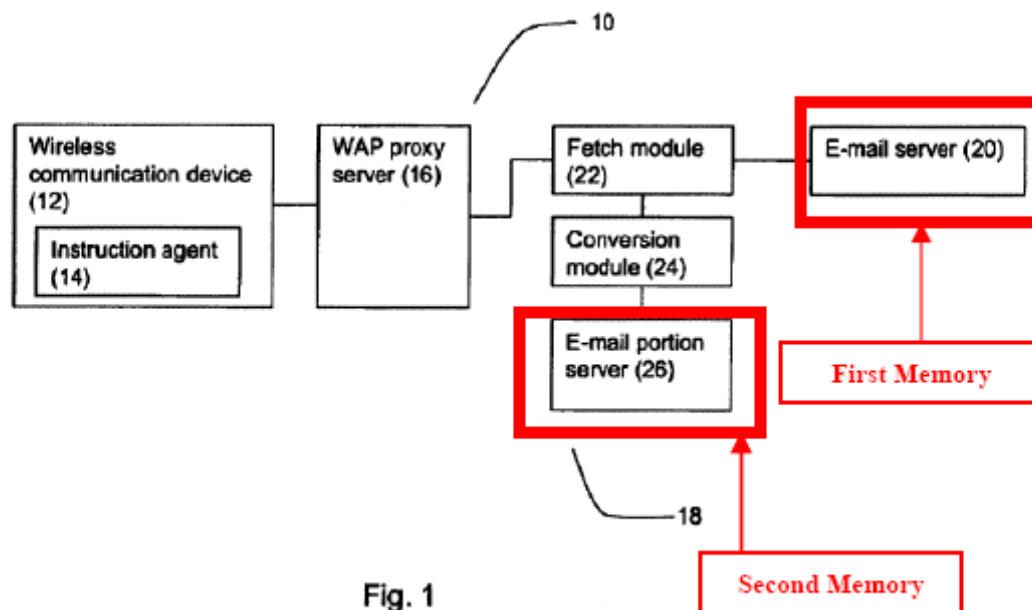 10
Wireless
communication device
(12)
Instruction agent
(14)
WAP proxy
server (16)
Fetch module
(22)
E-mail server (20)
Conversion
module (24)
E-mail portion
server (26)
First Memory
18
Second Memory
Fig. 1